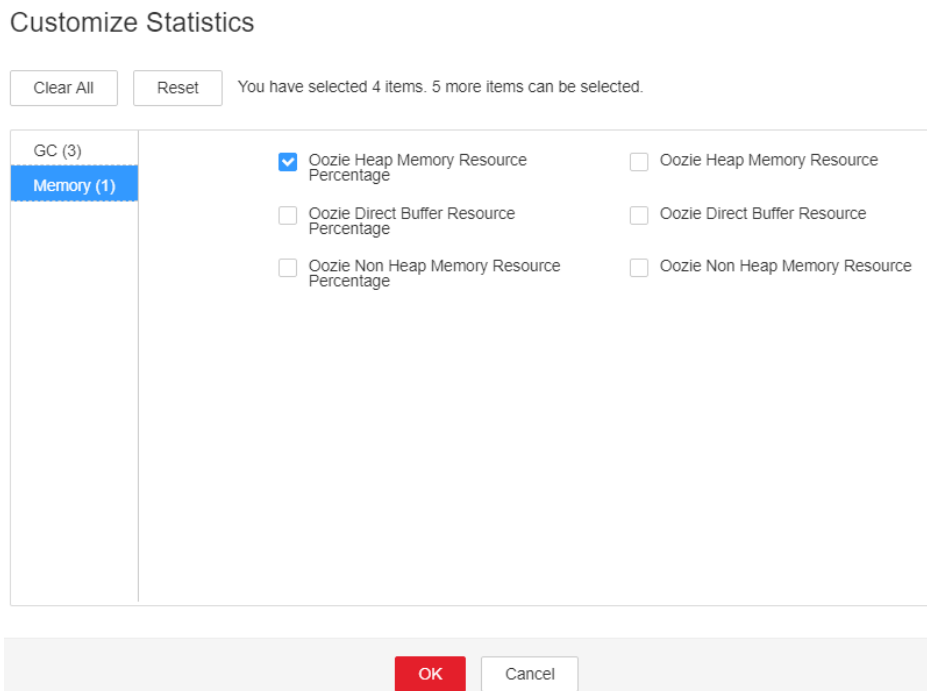 Customize Statistics
Clear All
Reset
You have selected 4 items. 5 more items can be selected.
GC (3)
Memory (1)
Oozie Heap Memory Resource
Percentage
Oozie Heap Memory Resource
Oozie Direct Buffer Resource
Percentage
Oozie Direct Buffer Resource
Oozie Non Heap Memory Resource
Percentage
Oozie Non Heap Memory Resource
OK
Cancel